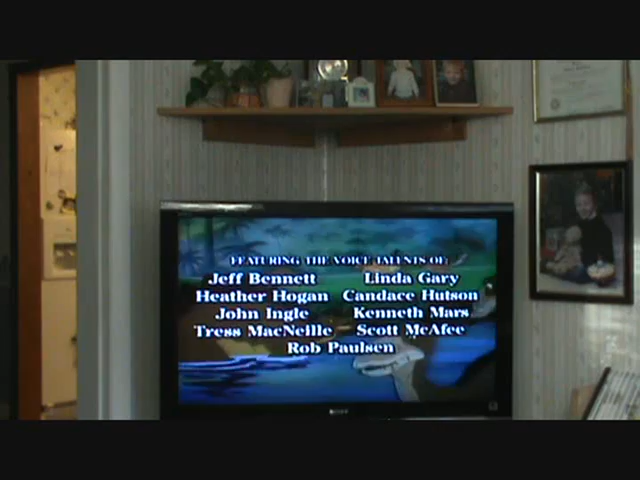 FEATURING THE VOICE TALENTS OF:
Jeff Bennett Linda Gary
Heather Hogan Candace Hutson
John Ingle Kenneth Mars
Tress MacNeille Scott McAfee
Rob Paulsen
SONY